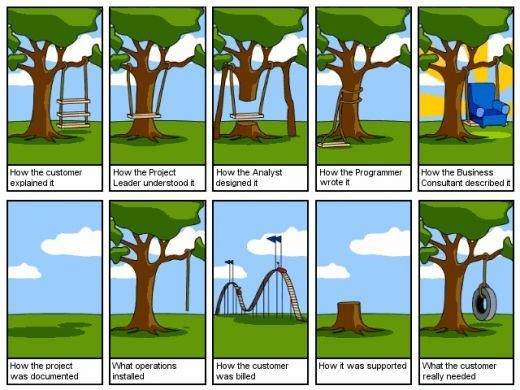 How the customer
explained it
How the Project
Leader understood it
How the Analyst
designed it
How the Programmer
wrote it
How the Business
Consultant described it
How the project
was documented
What operations
installed
How the customer
was billed
How it was supported
What the customer
really needed